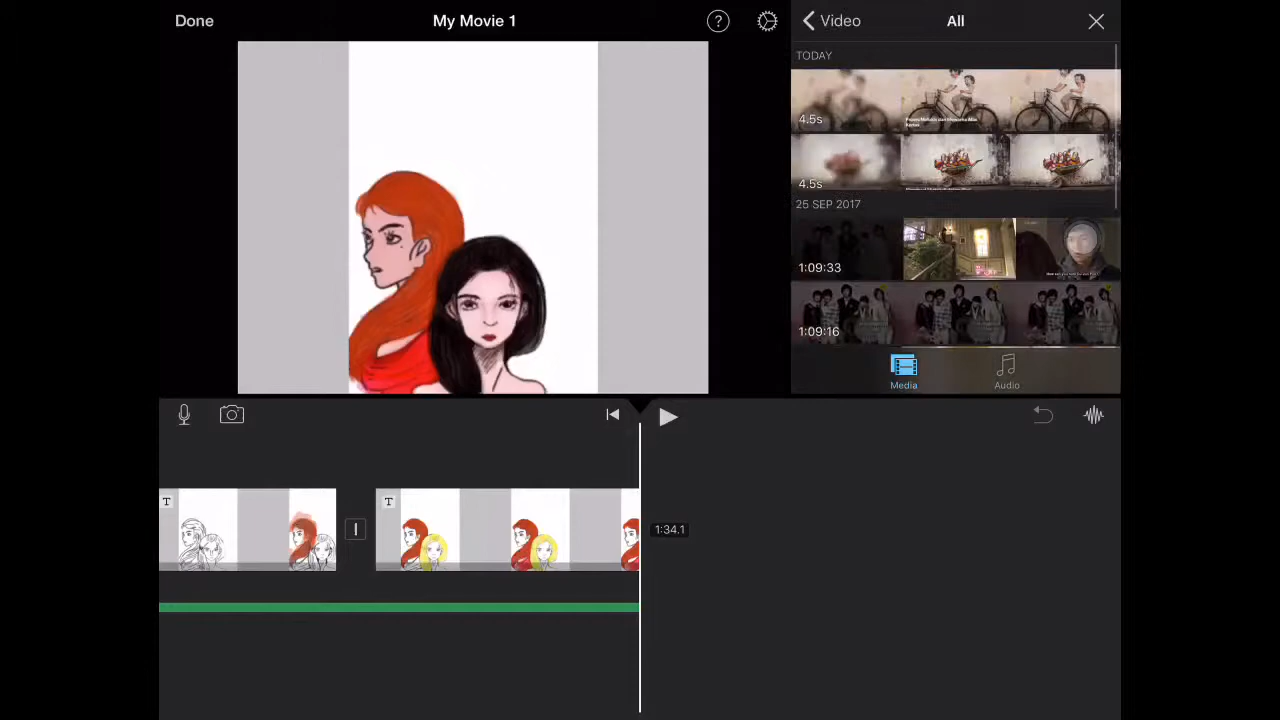 Done
My Movie 1
?
Video
All
TODAY
4.5s
4.5s
25 SEP 2017
1:09:33
1:09:16
Media
Audio
T
T
1:34.1